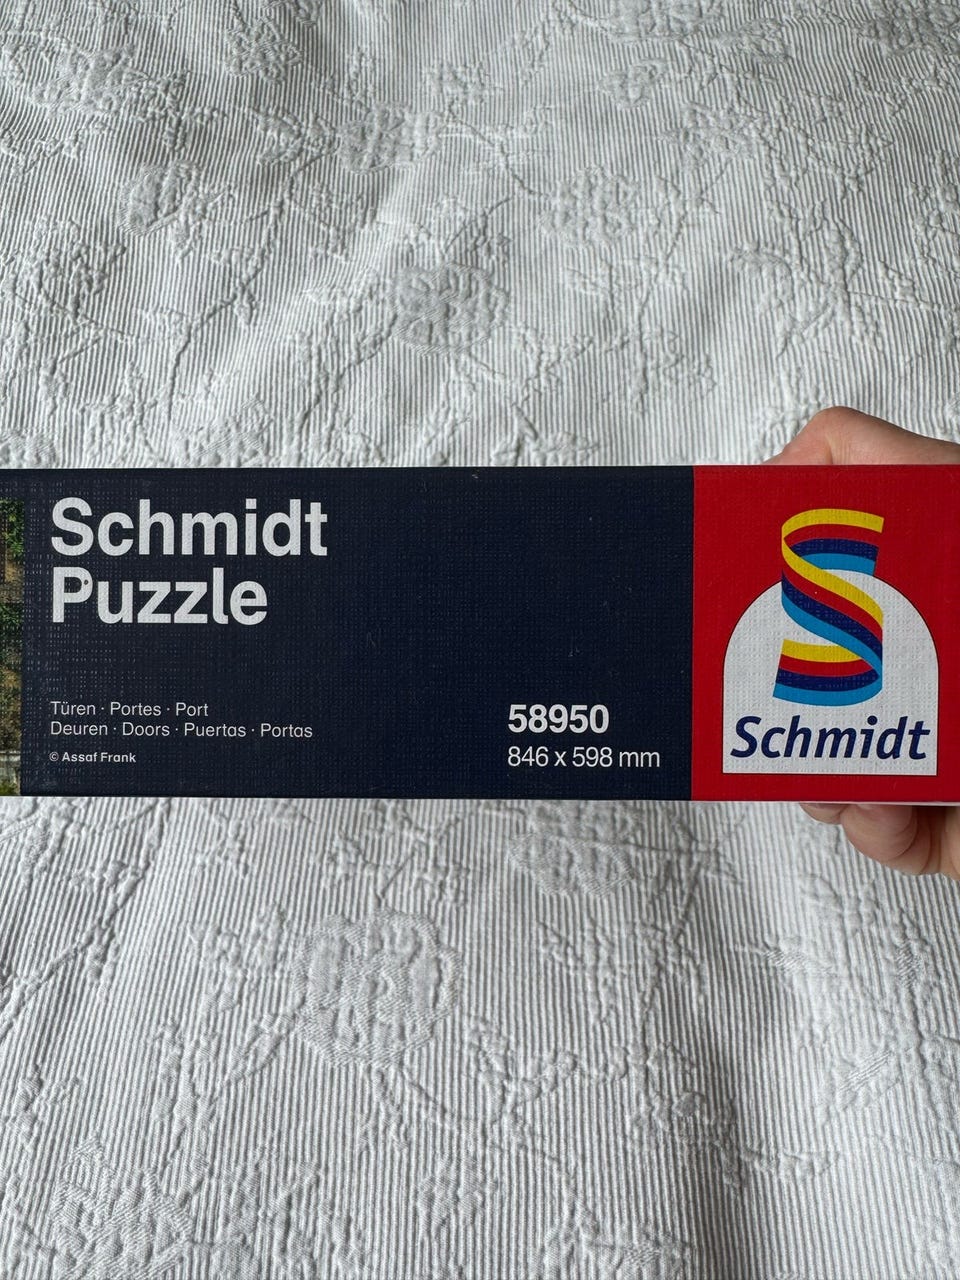 Schmidt
Puzzle
Türen · Portes · Port
Deuren · Doors · Puertas · Portas
© Assaf Frank
58950
846 x 598 mm
Schmidt